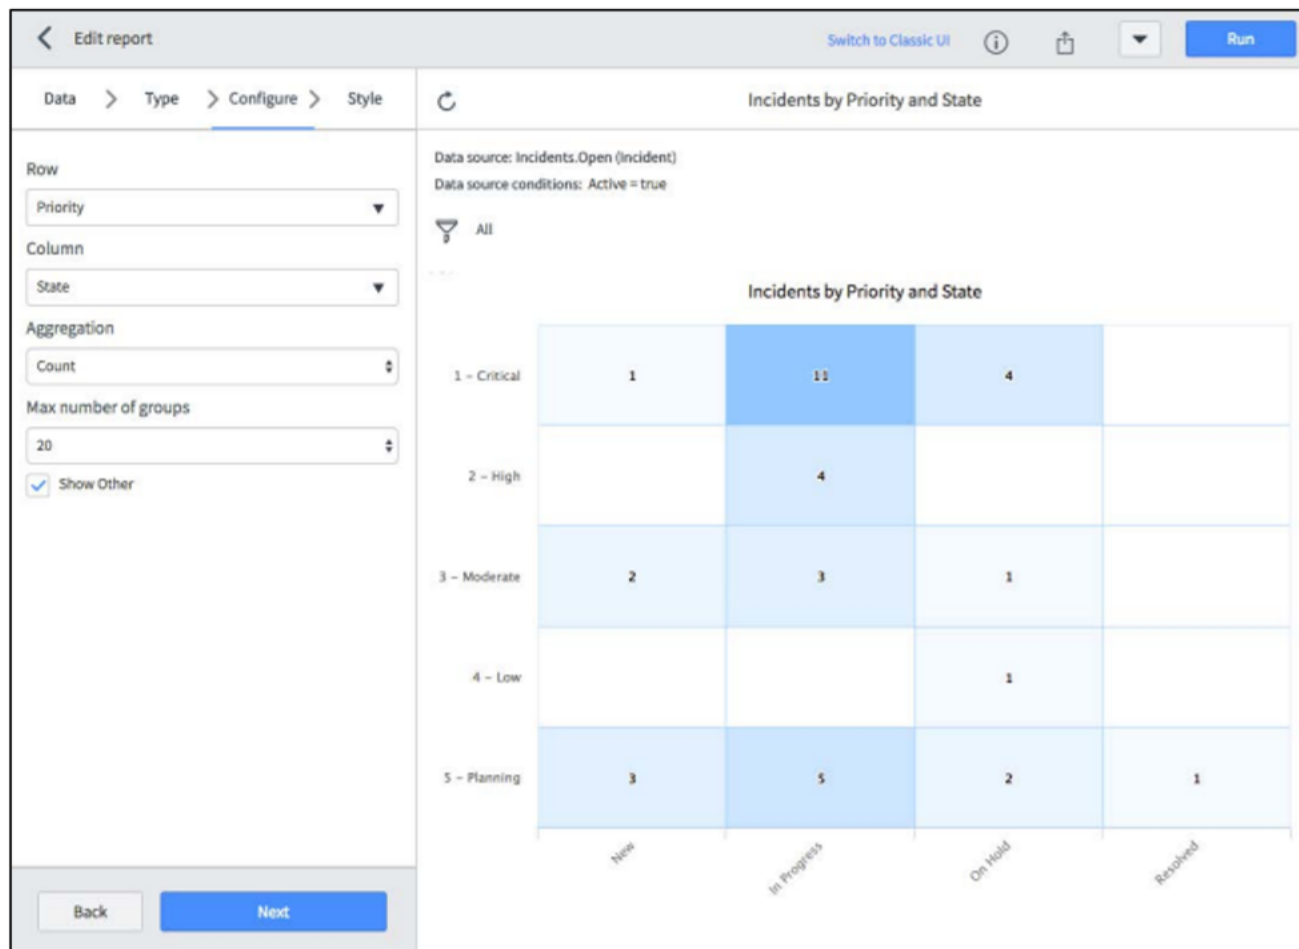 Edit report
Switch to Classic UI
Run
Data
Type
Configure
Style
Incidents by Priority and State
Row
Priority
Column
State
Aggregation
Count
Max number of groups
20
Show Other
Data source: Incidents.Open (Incident)
Data source conditions: Active = true
All
Incidents by Priority and State
1 – Critical 1 11 4
2 – High 4
3 – Moderate 2 3 1
4 – Low 1
5 – Planning 3 5 2 1
New In Progress On Hold Resolved
Back
Next